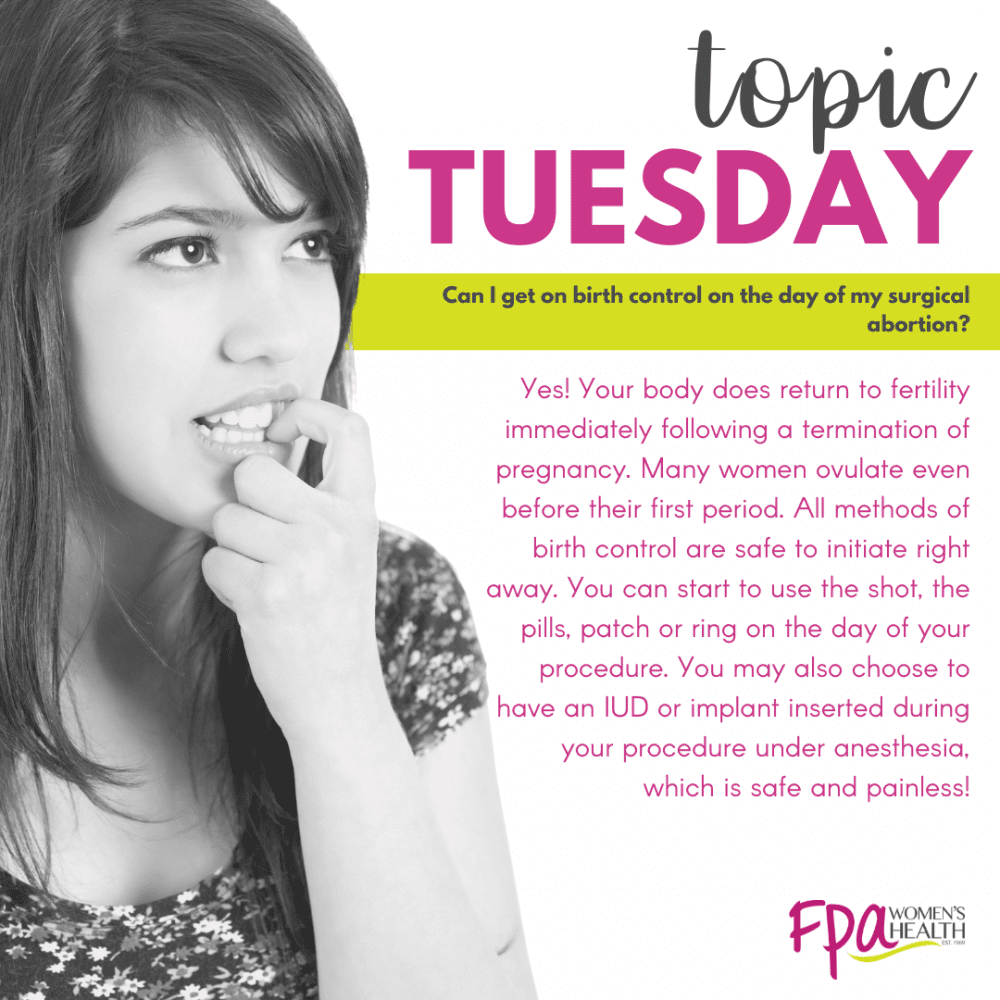 topic
TUESDAY
Can I get on birth control on the day of my surgical
abortion?
Yes! Your body does return to fertility
immediately following a termination of
pregnancy. Many women ovulate even
before their first period. All methods of
birth control are safe to initiate right
away. You can start to use the shot, the
pills, patch or ring on the day of your
procedure. You may also choose to
have an IUD or implant inserted during
your procedure under anesthesia,
which is safe and painless!
FPA WOMEN'S
HEALTH
EST. 1969